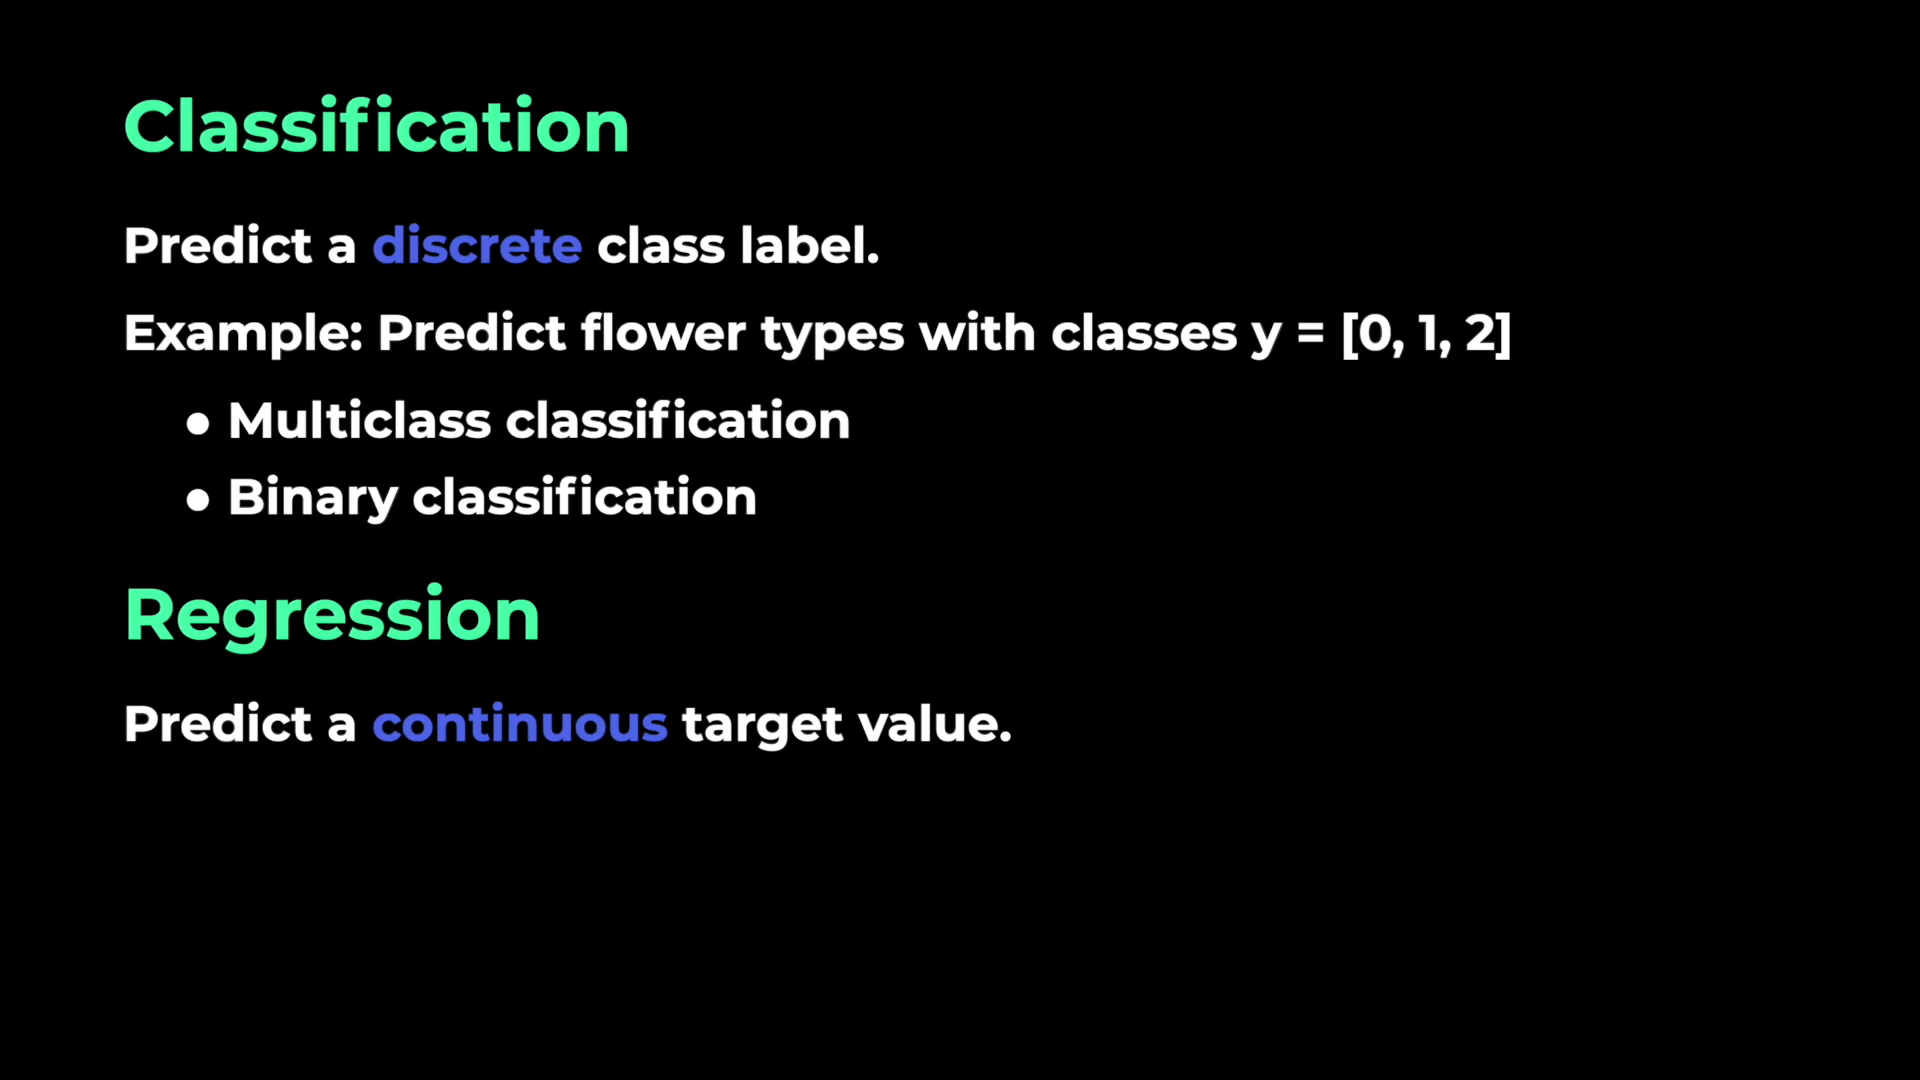 Classification
Predict a discrete class label.
Example: Predict flower types with classes y = [0, 1, 2]
● Multiclass classification
● Binary classification
Regression
Predict a continuous target value.